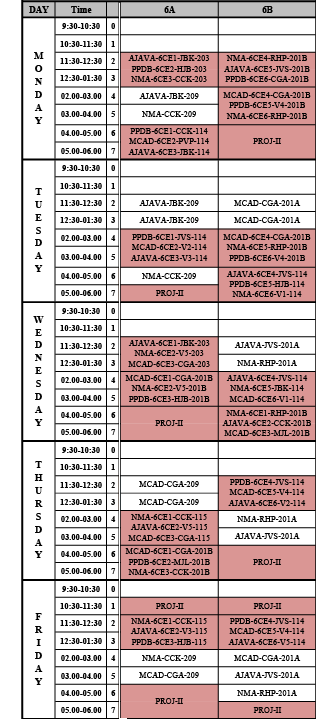 DAY Time 6A 6B
MONDAY
9:30-10:30 0
10:30-11:30 1
11:30-12:30 2 AJAVA-6CE1-JBK-203 NMA-6CE4-RHP-201B
PPDB-6CE2-HJB-203 AJAVA-6CE5-JVS-201B
12:30-01:30 3 NMA-6CE3-CCK-203 PPDB-6CE6-CGA-201B
02.00-03.00 4 AJAVA-JBK-209 MCAD-6CE4-CGA-201B
PPDB-6CE5-V4-201B
03.00-04.00 5 NMA-CCK-209 NMA-6CE6-RHP-201B
04.00-05.00 6 PPDB-6CE1-CCK-114 PROJ-II
MCAD-6CE2-PVP-114
05.00-06.00 7 AJAVA-6CE3-JBK-114
TUESDAY
9:30-10:30 0
10:30-11:30 1
11:30-12:30 2 AJAVA-JBK-209 MCAD-CGA-201A
12:30-01:30 3 AJAVA-JBK-209 MCAD-CGA-201A
02.00-03.00 4 PPDB-6CE1-JVS-114 MCAD-6CE4-CGA-201B
MCAD-6CE2-V2-114 NMA-6CE5-RHP-201B
03.00-04.00 5 AJAVA-6CE3-V3-114 PPDB-6CE6-V4-201B
04.00-05.00 6 NMA-CCK-209 AJAVA-6CE4-JVS-114
PPDB-6CE5-HJB-114
05.00-06.00 7 PROJ-II NMA-6CE6-V1-114
WEDNESDAY
9:30-10:30 0
10:30-11:30 1
11:30-12:30 2 AJAVA-6CE1-JBK-203 AJAVA-JVS-201A
NMA-6CE2-V5-203
12:30-01:30 3 MCAD-6CE3-CGA-203 NMA-RHP-201A
02.00-03.00 4 MCAD-6CE1-CGA-201B AJAVA-6CE4-JVS-114
NMA-6CE2-V5-201B NMA-6CE5-JBK-114
03.00-04.00 5 PPDB-6CE3-HJB-201B MCAD-6CE6-V1-114
04.00-05.00 6 PROJ-II NMA-6CE1-RHP-201B
AJAVA-6CE2-CCK-201B
05.00-06.00 7 MCAD-6CE3-MJL-201B
THURSDAY
9:30-10:30 0
10:30-11:30 1
11:30-12:30 2 MCAD-CGA-209 PPDB-6CE4-JVS-114
MCAD-6CE5-V4-114
12:30-01:30 3 MCAD-CGA-209 AJAVA-6CE6-V2-114
02.00-03.00 4 NMA-6CE1-CCK-115 NMA-RHP-201A
AJAVA-6CE2-V5-115
03.00-04.00 5 MCAD-6CE3-CGA-115 AJAVA-JVS-201A
04.00-05.00 6 MCAD-6CE1-CGA-201B PROJ-II
PPDB-6CE2-MJL-201B
05.00-06.00 7 NMA-6CE3-CCK-201B
FRIDAY
9:30-10:30 0
10:30-11:30 1 PROJ-II PROJ-II
11:30-12:30 2 NMA-6CE1-CCK-115 PPDB-6CE4-JVS-114
AJAVA-6CE2-V3-115 MCAD-6CE5-V4-114
12:30-01:30 3 PPDB-6CE3-HJB-115 AJAVA-6CE6-V5-114
02.00-03.00 4 NMA-CCK-209 MCAD-CGA-201A
03.00-04.00 5 MCAD-CGA-209 AJAVA-JVS-201A
04.00-05.00 6 PROJ-II NMA-RHP-201A
05.00-06.00 7 PROJ-II